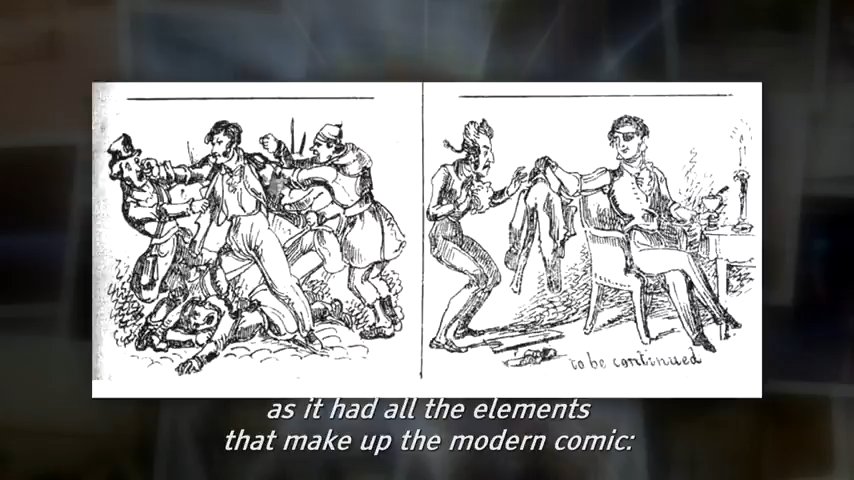 to be continued
as it had all the elements
that make up the modern comic: